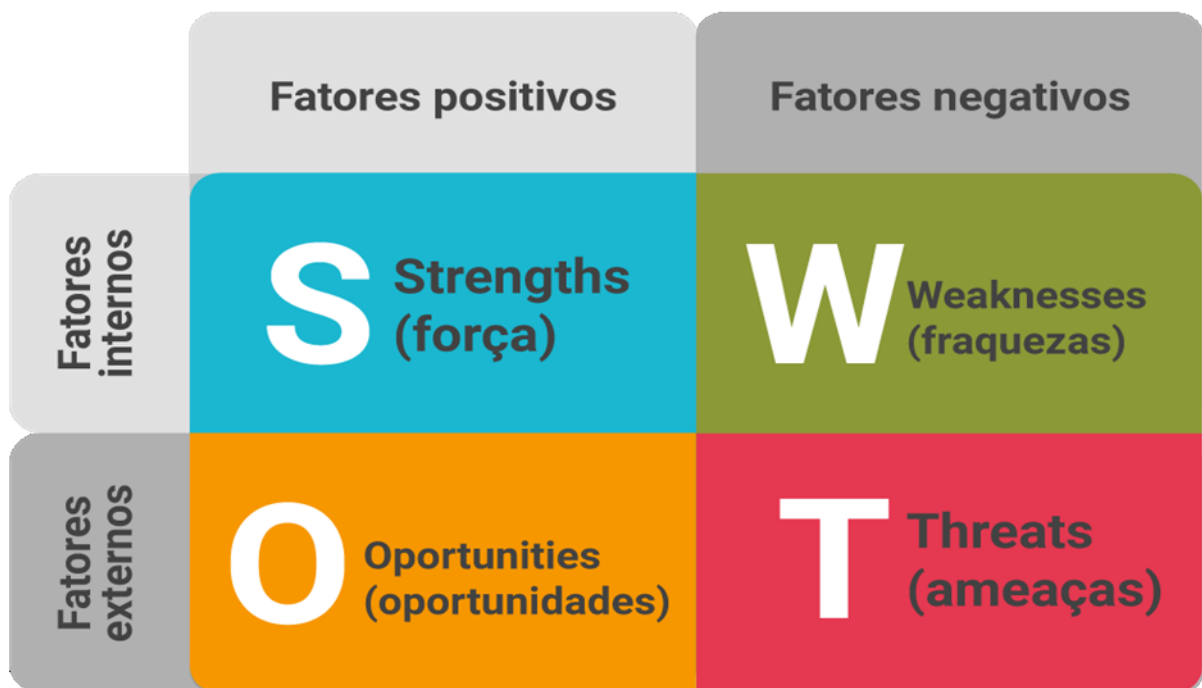 Fatores positivos
Fatores negativos
Fatores
internos
S
Strengths
(força)
W
Weaknesses
(fraquezas)
Fatores
externos
O
Oportunities
(oportunidades)
T
Threats
(ameaças)